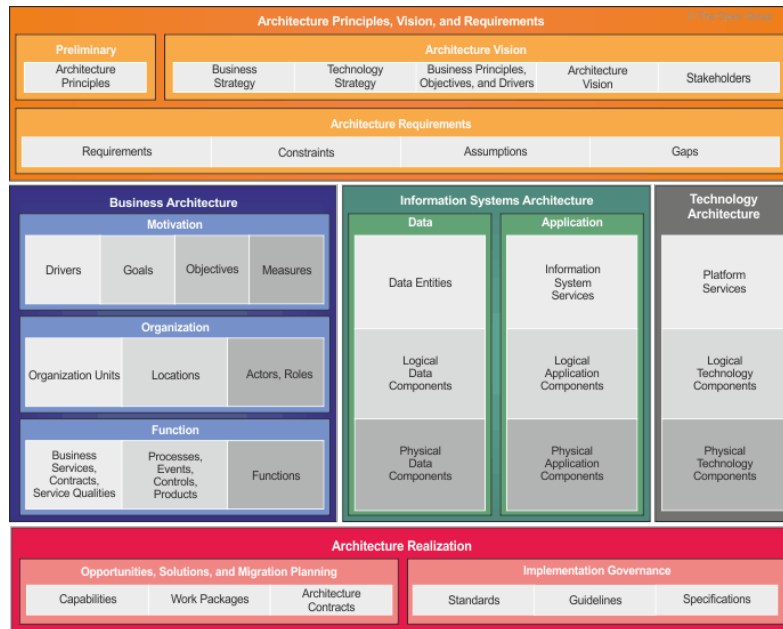 Architecture Principles, Vision, and Requirements
Preliminary
Architecture
Principles
Architecture Vision
Business
Strategy
Technology
Strategy
Business Principles,
Objectives, and Drivers
Architecture
Vision
Stakeholders
Architecture Requirements
Requirements
Constraints
Assumptions
Gaps
Business Architecture
Motivation
Drivers
Goals
Objectives
Measures
Organization
Organization Units
Locations
Actors, Roles
Function
Business
Services,
Contracts,
Service Qualities
Processes,
Events,
Controls,
Products
Functions
Information Systems Architecture
Data
Data Entities
Logical
Data
Components
Physical
Data
Components
Application
Information
System
Services
Logical
Application
Components
Physical
Application
Components
Technology
Architecture
Platform
Services
Logical
Technology
Components
Physical
Technology
Components
Architecture Realization
Opportunities, Solutions, and Migration Planning
Capabilities
Work Packages
Architecture
Contracts
Implementation Governance
Standards
Guidelines
Specifications